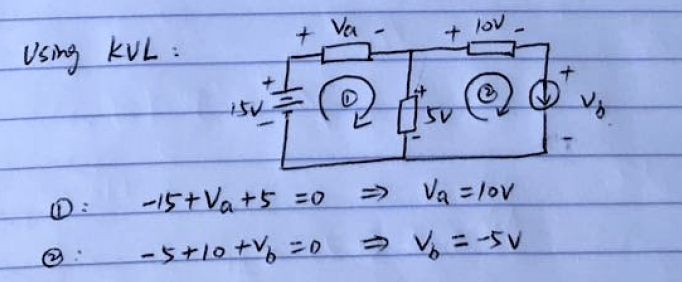 + Va - + 10V -
Using KVL :
+ 15V - ① + 5V - ② + Vb -
①: -15+Va+5 =0 ⇒ Va =10V
②: -5+10+Vb =0 ⇒ Vb =-5V